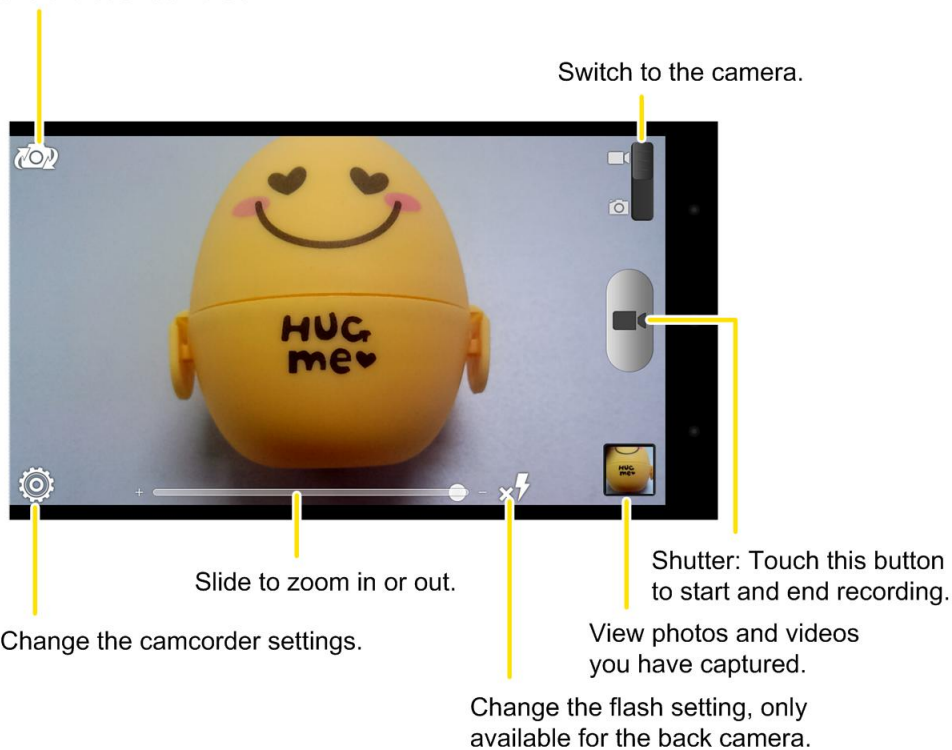 Switch to the camera.
HUG
me
HUG
me
Shutter: Touch this button
to start and end recording.
Slide to zoom in or out.
View photos and videos
you have captured.
Change the camcorder settings.
Change the flash setting, only
available for the back camera.